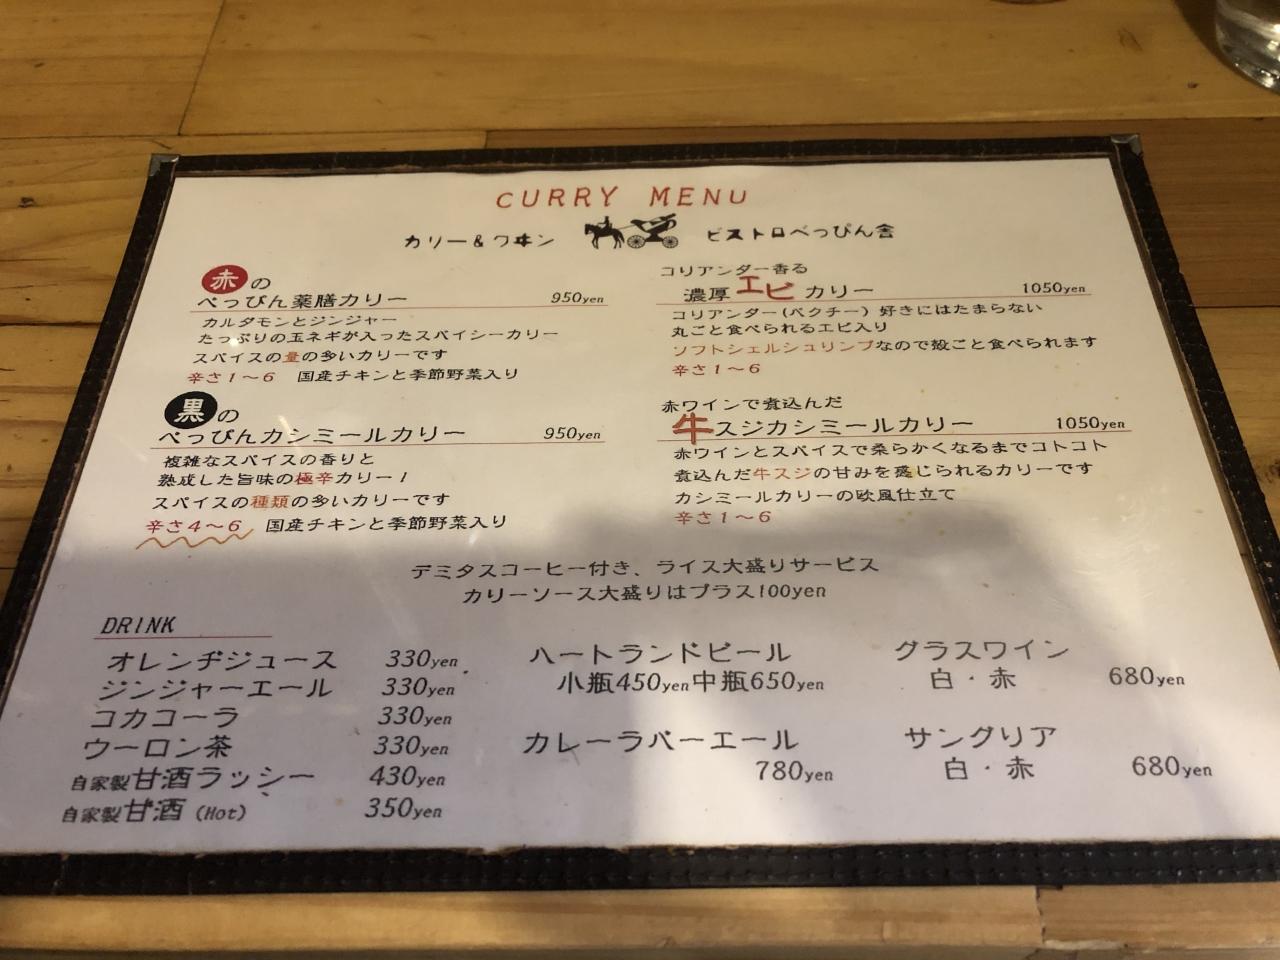 CURRY MENU
カリー＆ワヰン ビストロべっぴん舎
赤の
べっぴん薬膳カリー 950yen
カルダモンとジンジャー
たっぷりの玉ネギが入ったスパイシーカリー
スパイスの量の多いカリーです
辛さ1～6 国産チキンと季節野菜入り
黒の
べっぴんカシミールカリー 950yen
複雑なスパイスの香りと
熟成した旨味の極辛カリー!
スパイスの種類の多いカリーです
辛さ4～6 国産チキンと季節野菜入り
コリアンダー香る
濃厚エビカリー 1050yen
コリアンダー(パクチー)好きにはたまらない
丸ごと食べられるエビ入り
ソフトシェルシュリンプなので殻ごと食べられます
辛さ1～6
赤ワインで煮込んだ
牛スジカシミールカリー 1050yen
赤ワインとスパイスで柔らかくなるまでコトコト
煮込んだ牛スジの甘みを感じられるカリーです
カシミールカリーの欧風仕立て
辛さ1～6
デミタスコーヒー付き、ライス大盛りサービス
カリーソース大盛りはプラス100yen
DRINK
オレンヂジュース 330yen
ジンジャーエール 330yen
コカコーラ 330yen
ウーロン茶 330yen
自家製甘酒ラッシー 430yen
自家製甘酒(Hot) 350yen
ハートランドビール
小瓶450yen中瓶650yen
カレーラバーエール
780yen
グラスワイン
白・赤 680yen
サングリア
白・赤 680yen